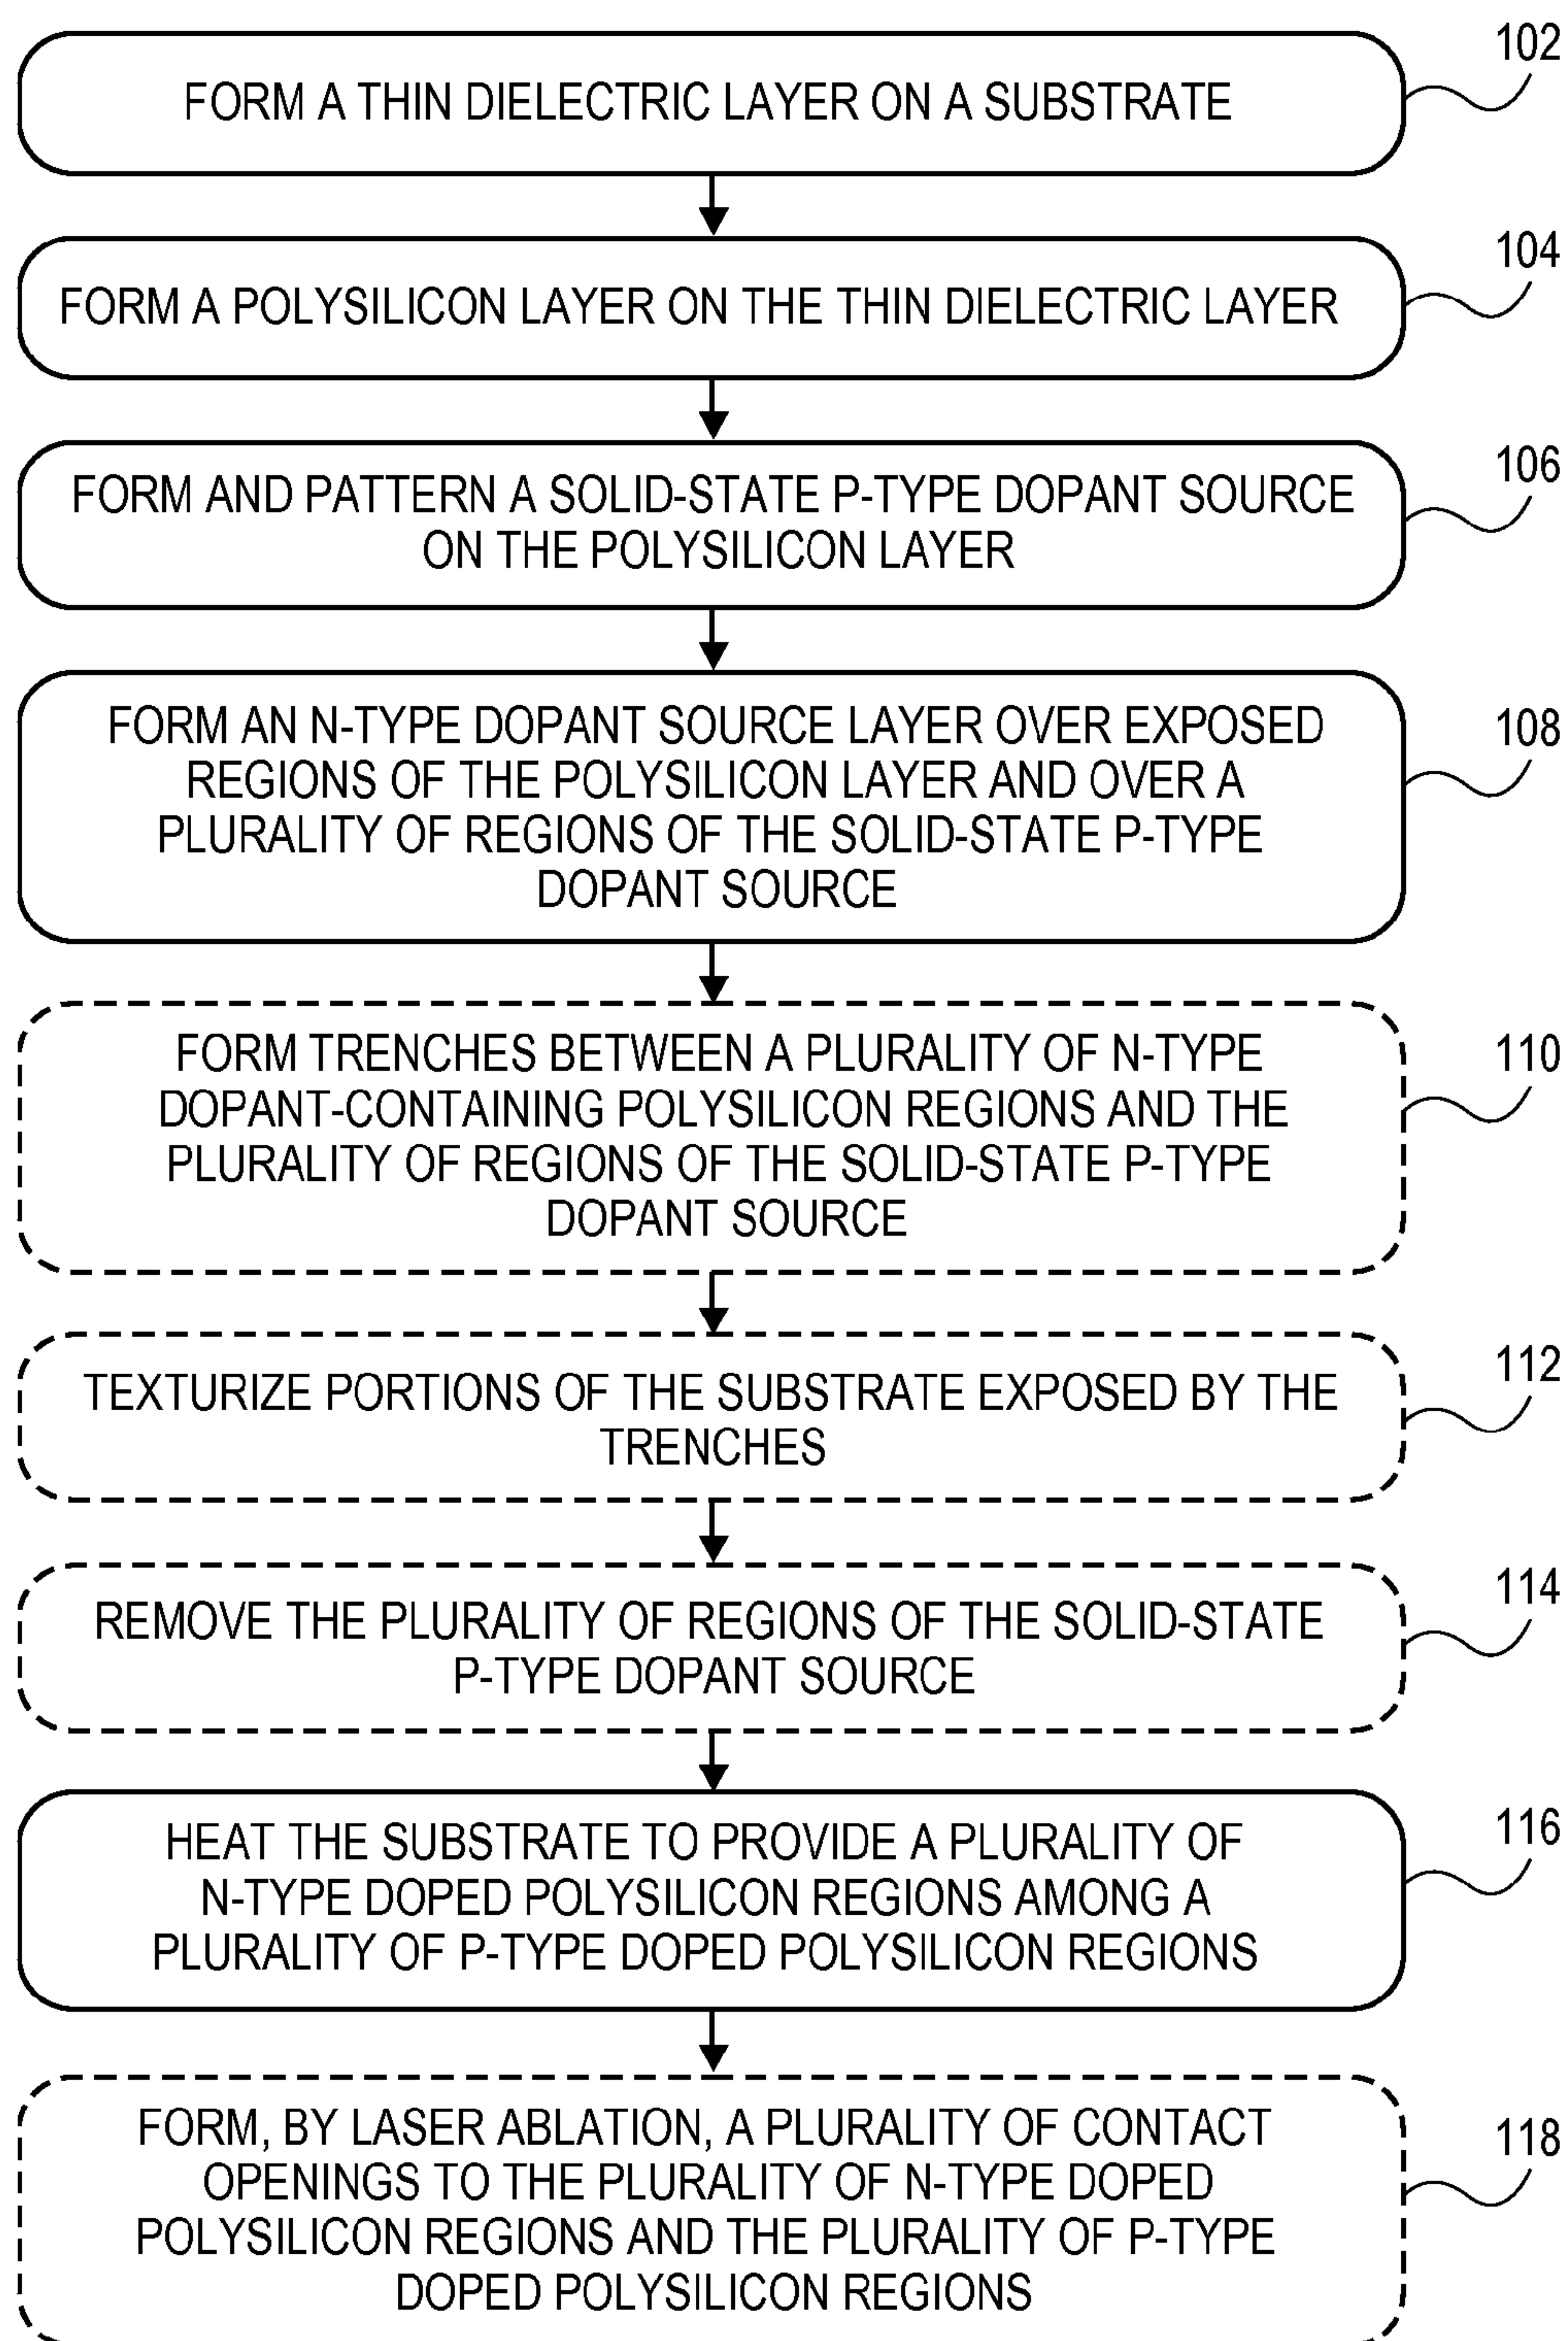 102
FORM A THIN DIELECTRIC LAYER ON A SUBSTRATE
104
FORM A POLYSILICON LAYER ON THE THIN DIELECTRIC LAYER
106
FORM AND PATTERN A SOLID-STATE P-TYPE DOPANT SOURCE
ON THE POLYSILICON LAYER
108
FORM AN N-TYPE DOPANT SOURCE LAYER OVER EXPOSED
REGIONS OF THE POLYSILICON LAYER AND OVER A
PLURALITY OF REGIONS OF THE SOLID-STATE P-TYPE
DOPANT SOURCE
110
FORM TRENCHES BETWEEN A PLURALITY OF N-TYPE
DOPANT-CONTAINING POLYSILICON REGIONS AND THE
PLURALITY OF REGIONS OF THE SOLID-STATE P-TYPE
DOPANT SOURCE
112
TEXTURIZE PORTIONS OF THE SUBSTRATE EXPOSED BY THE
TRENCHES
114
REMOVE THE PLURALITY OF REGIONS OF THE SOLID-STATE
P-TYPE DOPANT SOURCE
116
HEAT THE SUBSTRATE TO PROVIDE A PLURALITY OF
N-TYPE DOPED POLYSILICON REGIONS AMONG A
PLURALITY OF P-TYPE DOPED POLYSILICON REGIONS
118
FORM, BY LASER ABLATION, A PLURALITY OF CONTACT
OPENINGS TO THE PLURALITY OF N-TYPE DOPED
POLYSILICON REGIONS AND THE PLURALITY OF P-TYPE
DOPED POLYSILICON REGIONS